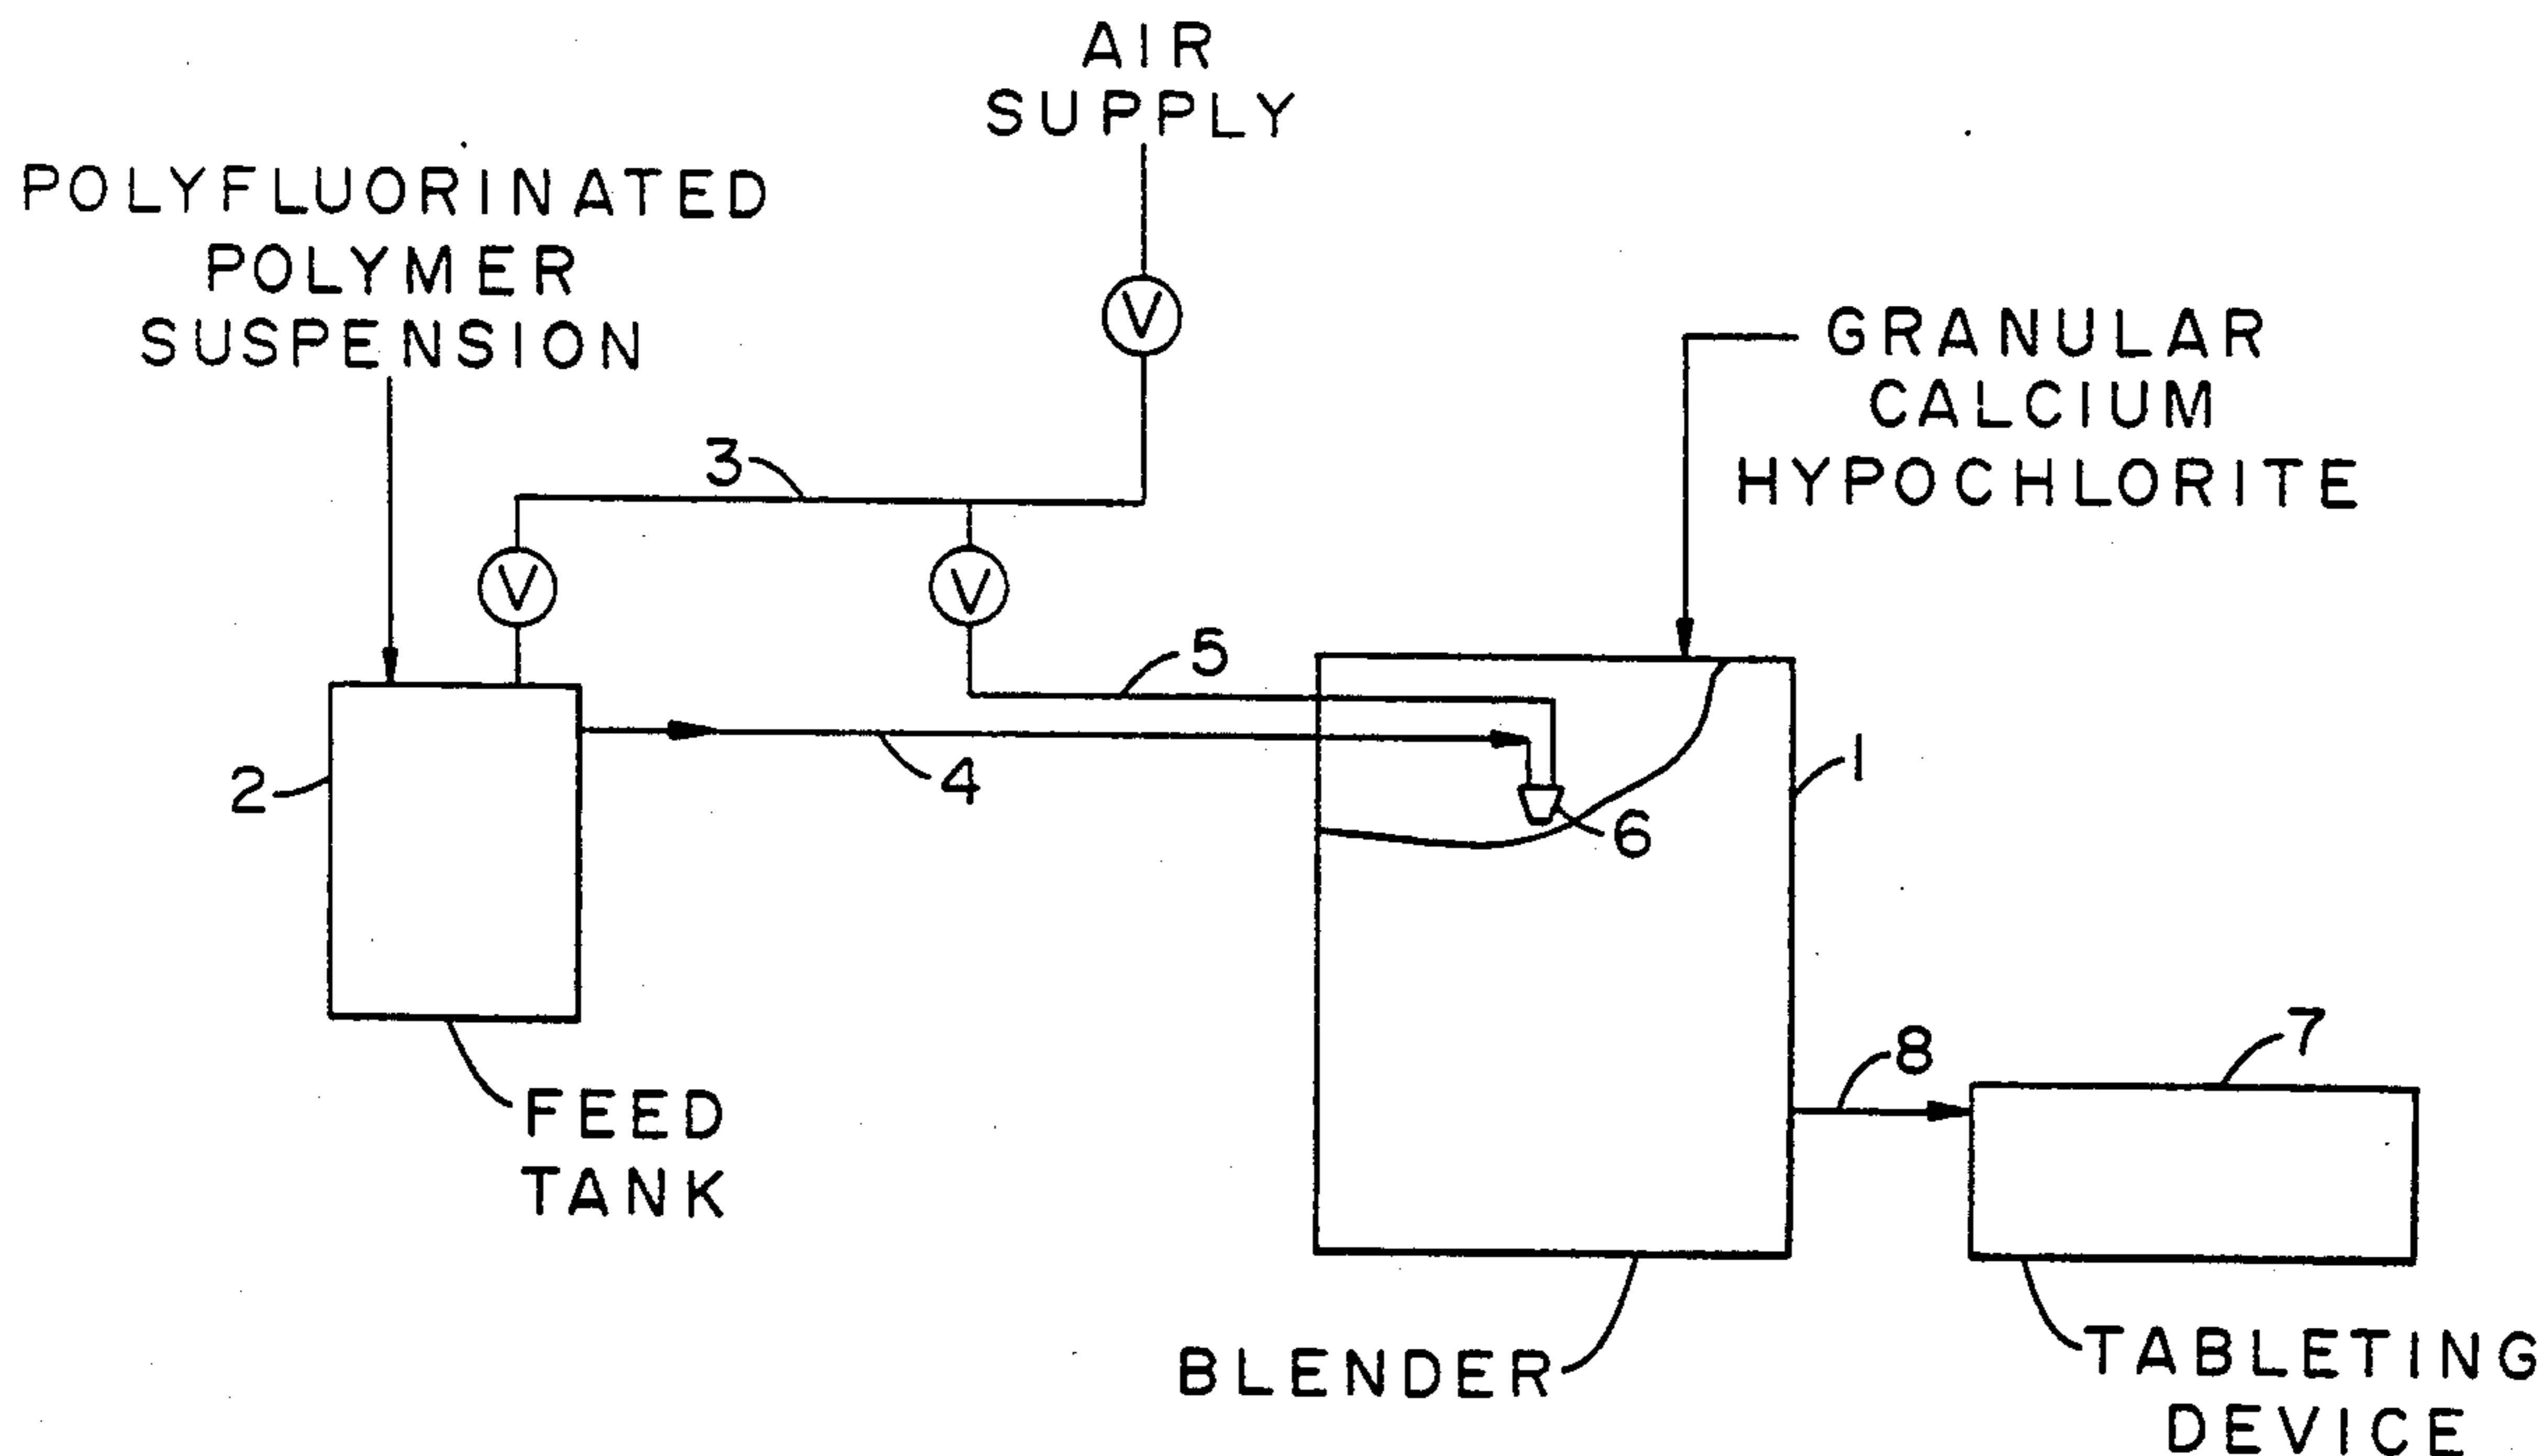 AIR
SUPPLY
POLYFLUORINATED
POLYMER
SUSPENSION
V
GRANULAR
CALCIUM
HYPOCHLORITE
3
V
V
5
2
4
1
6
8
7
FEED
TANK
BLENDER
TABLETING
DEVICE